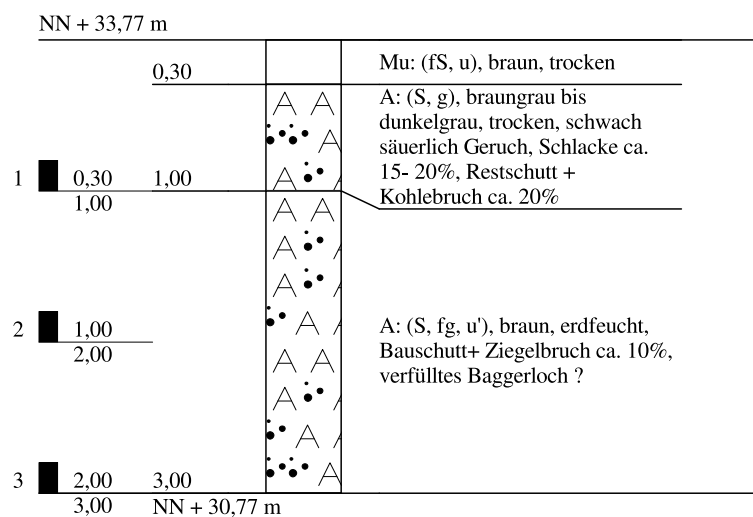 NN + 33,77 m
0,30
Mu: (fS, u), braun, trocken
A: (S, g), braungrau bis
dunkelgrau, trocken, schwach
säuerlich Geruch, Schlacke ca.
15- 20%, Restschutt +
Kohlebruch ca. 20%
1 0,30 1,00
1,00
2 1,00
2,00
A: (S, fg, u'), braun, erdfeucht,
Bauschutt+ Ziegelbruch ca. 10%,
verfülltes Baggerloch ?
3 2,00 3,00
3,00 NN + 30,77 m